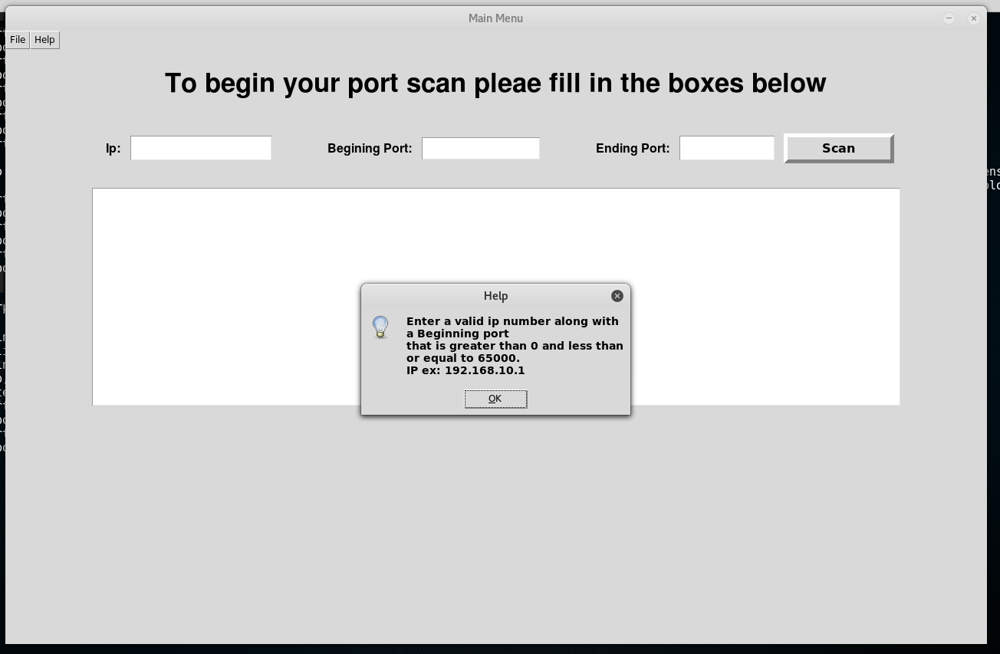 Main Menu
File Help
To begin your port scan pleae fill in the boxes below
Ip: Begining Port: Ending Port: Scan
Help
Enter a valid ip number along with
a Beginning port
that is greater than 0 and less than
or equal to 65000.
IP ex: 192.168.10.1
OK